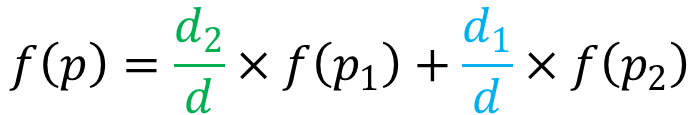 f(p) = d₂/d × f(p₁) + d₁/d × f(p₂)